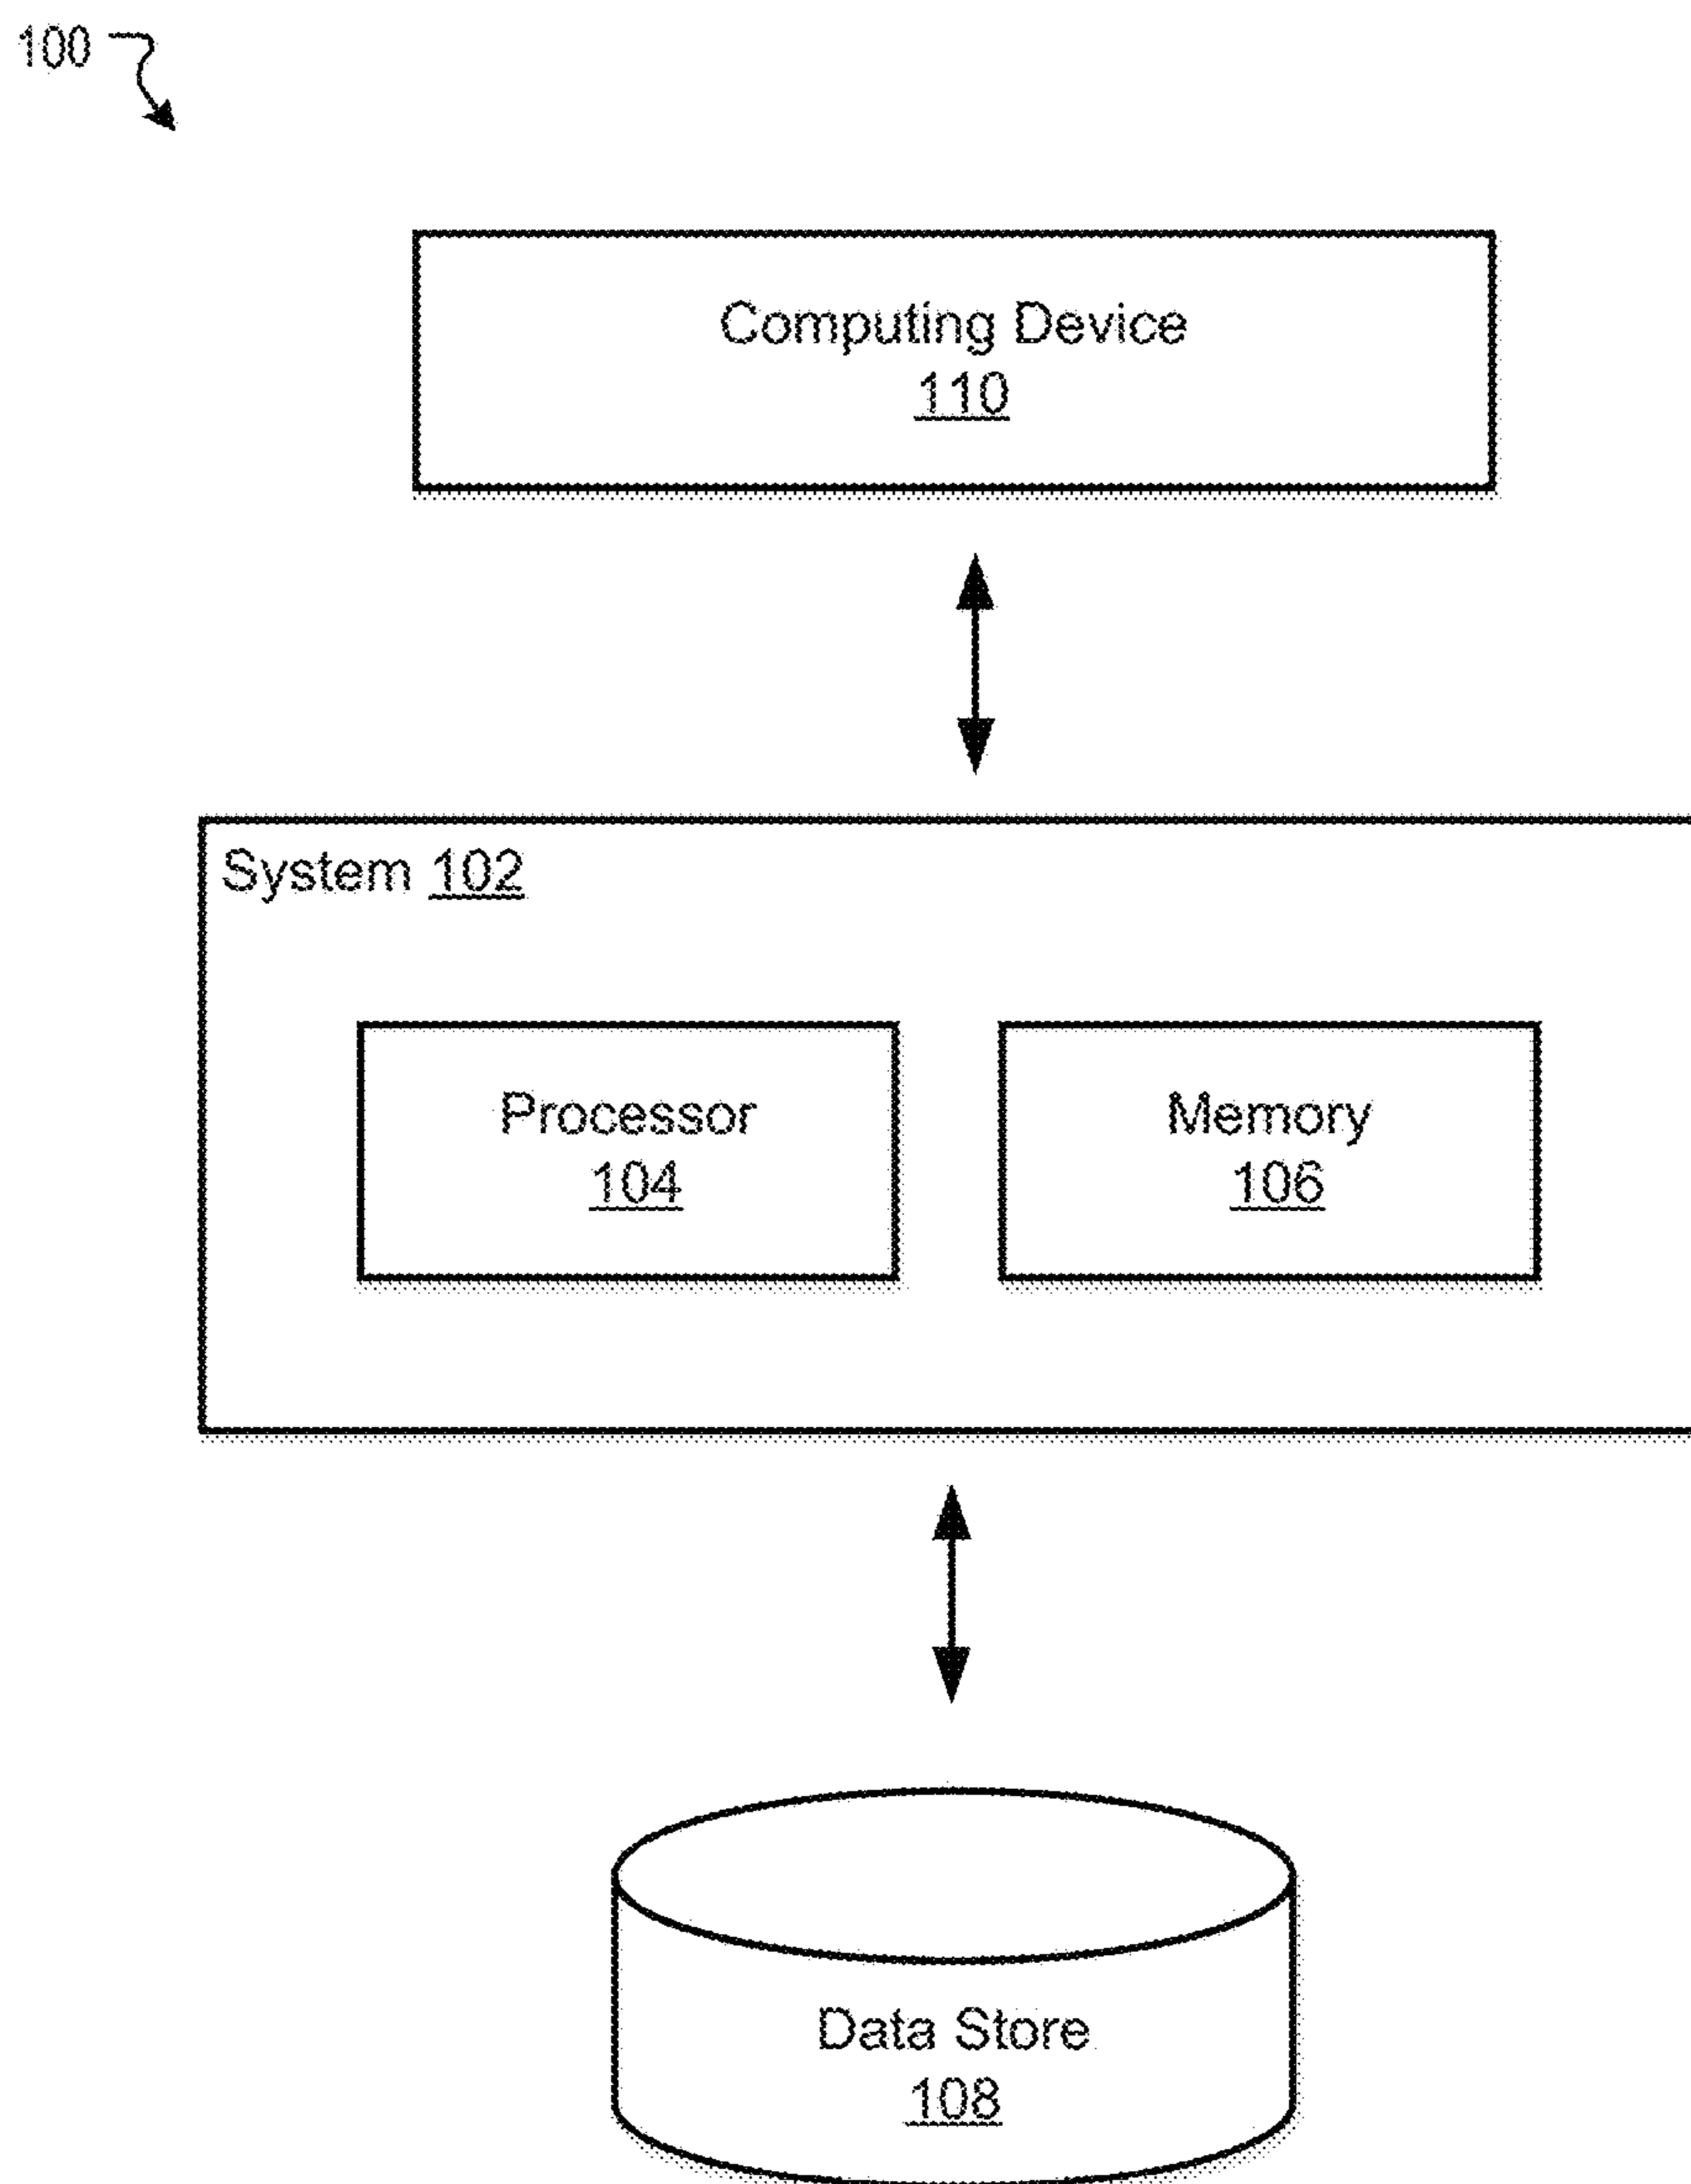 100
Computing Device
110
System 102
Processor
104
Memory
106
Data Store
108